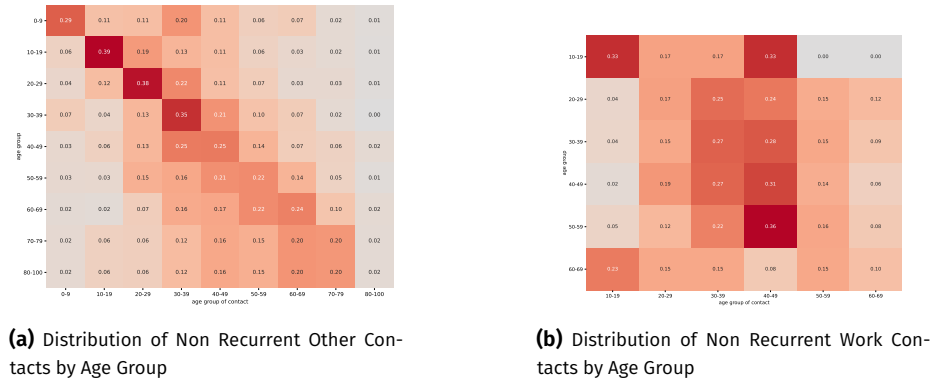 0-9 0.29 0.11 0.11 0.20 0.11 0.06 0.07 0.02 0.01
10-19 0.06 0.39 0.19 0.13 0.11 0.06 0.03 0.02 0.01
20-29 0.04 0.12 0.38 0.22 0.11 0.07 0.03 0.03 0.01
30-39 0.07 0.04 0.13 0.35 0.21 0.10 0.07 0.02 0.00
40-49 0.03 0.06 0.13 0.25 0.25 0.14 0.07 0.04 0.02
50-59 0.03 0.03 0.15 0.16 0.21 0.22 0.14 0.05 0.01
60-69 0.02 0.02 0.07 0.16 0.17 0.22 0.24 0.10 0.02
70-79 0.02 0.06 0.06 0.12 0.16 0.15 0.20 0.20 0.02
80-100 0.02 0.06 0.06 0.12 0.16 0.15 0.20 0.20 0.02
0-9 10-19 20-29 30-39 40-49 50-59 60-69 70-79 80-100
age group of contact
age group
(a) Distribution of Non Recurrent Other Con-
tacts by Age Group
10-19 0.33 0.17 0.17 0.33 0.00 0.00
20-29 0.04 0.17 0.25 0.24 0.15 0.12
30-39 0.04 0.15 0.27 0.28 0.15 0.09
40-49 0.02 0.19 0.27 0.31 0.14 0.06
50-59 0.05 0.12 0.22 0.36 0.16 0.08
60-69 0.23 0.15 0.15 0.08 0.15 0.10
10-19 20-29 30-39 40-49 50-59 60-69
age group of contact
age group
(b) Distribution of Non Recurrent Work Con-
tacts by Age Group